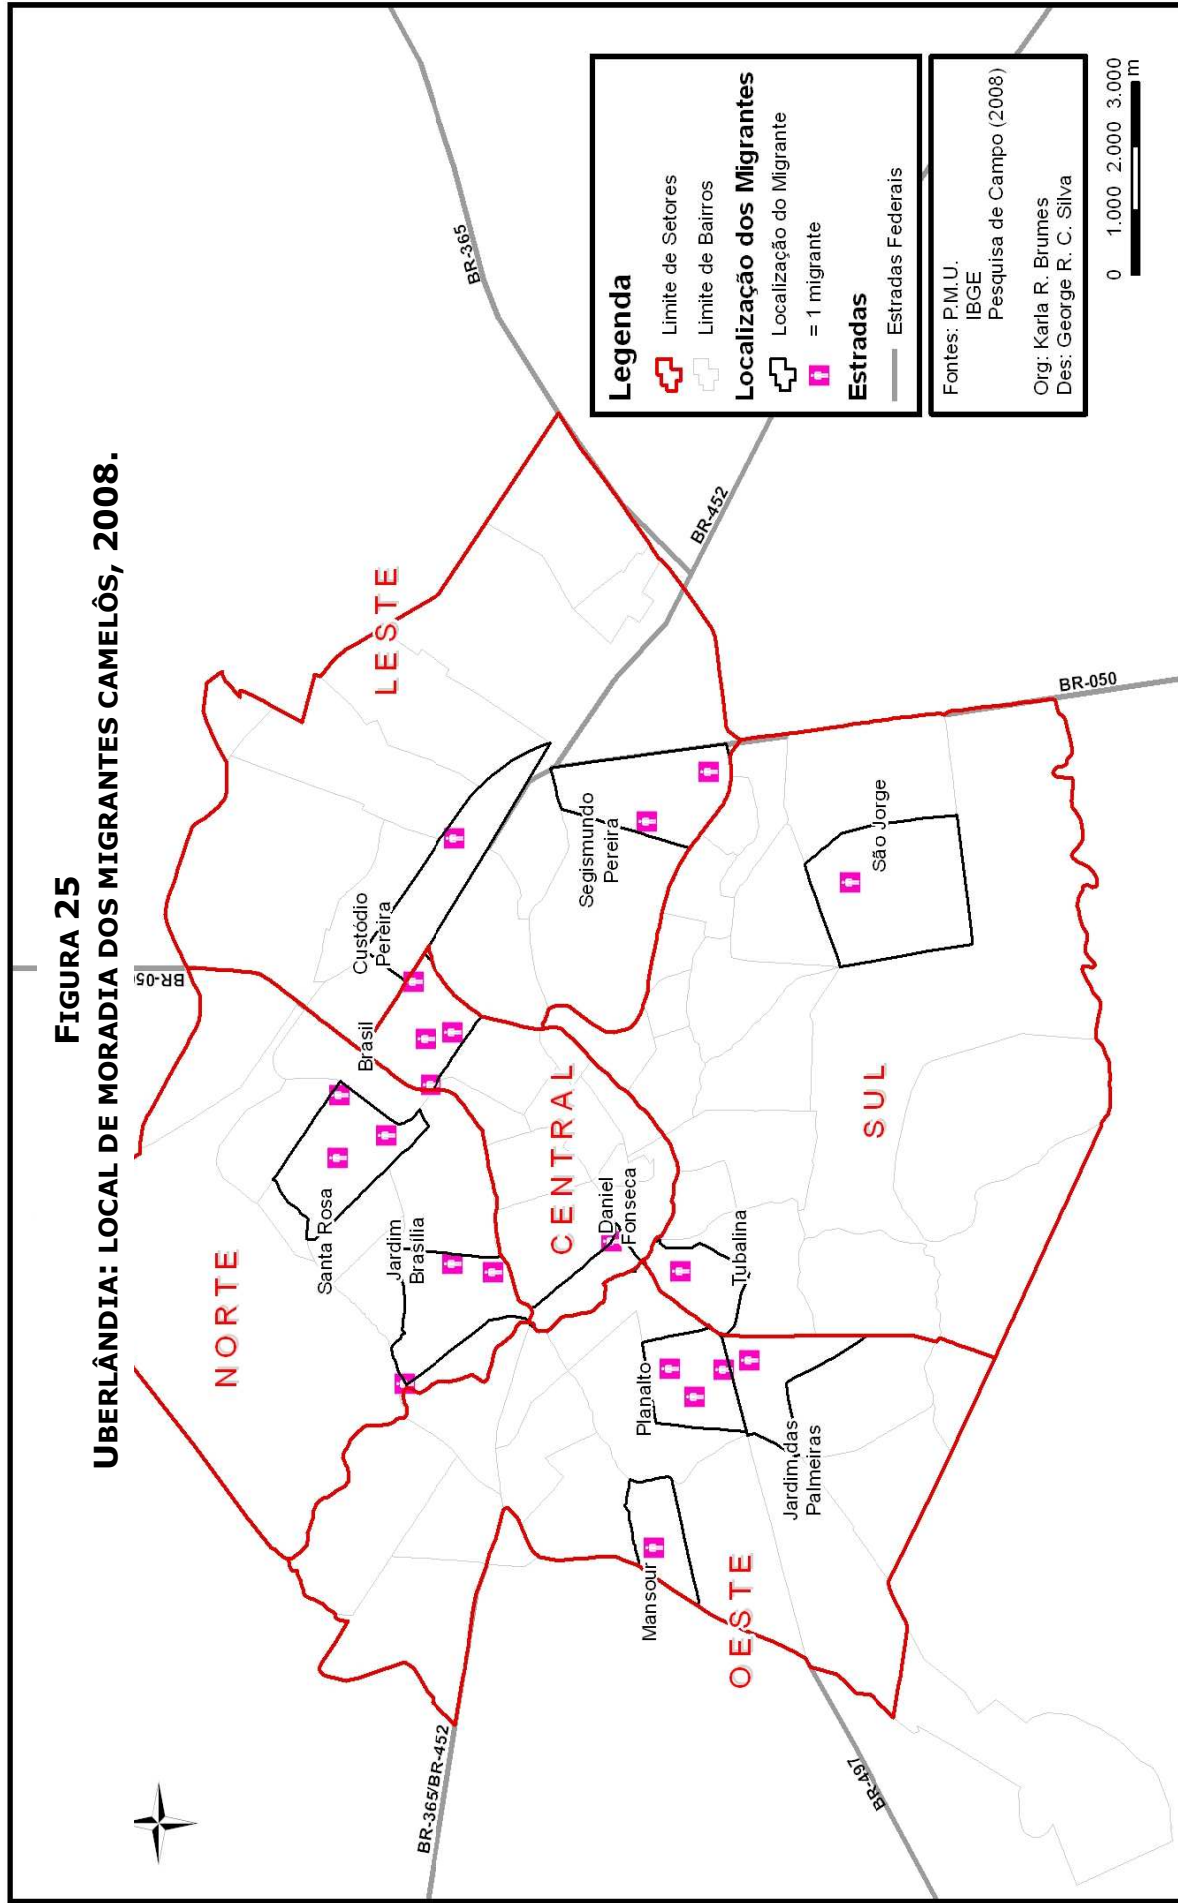 FIGURA 25
UBERLÂNDIA: LOCAL DE MORADIA DOS MIGRANTES CAMELÔS, 2008.
BR-050
BR-365
LESTE
NORTE
Custódio
Pereira
Brasil
Santa Rosa
Jardim
Brasília
BR-452
Segismundo
Pereira
CENTRAL
Daniel
Fonseca
BR-365/BR-452
Planalto
Tubalina
Mansour
OESTE
Jardim das
Palmeiras
SUL
São Jorge
BR-050
BR-497
Legenda
Limite de Setores
Limite de Bairros
Localização dos Migrantes
Localização do Migrante
= 1 migrante
Estradas
Estradas Federais
Fontes: P.M.U.
IBGE
Pesquisa de Campo (2008)
Org: Karla R. Brumes
Des: George R. C. Silva
0 1.000 2.000 3.000
m